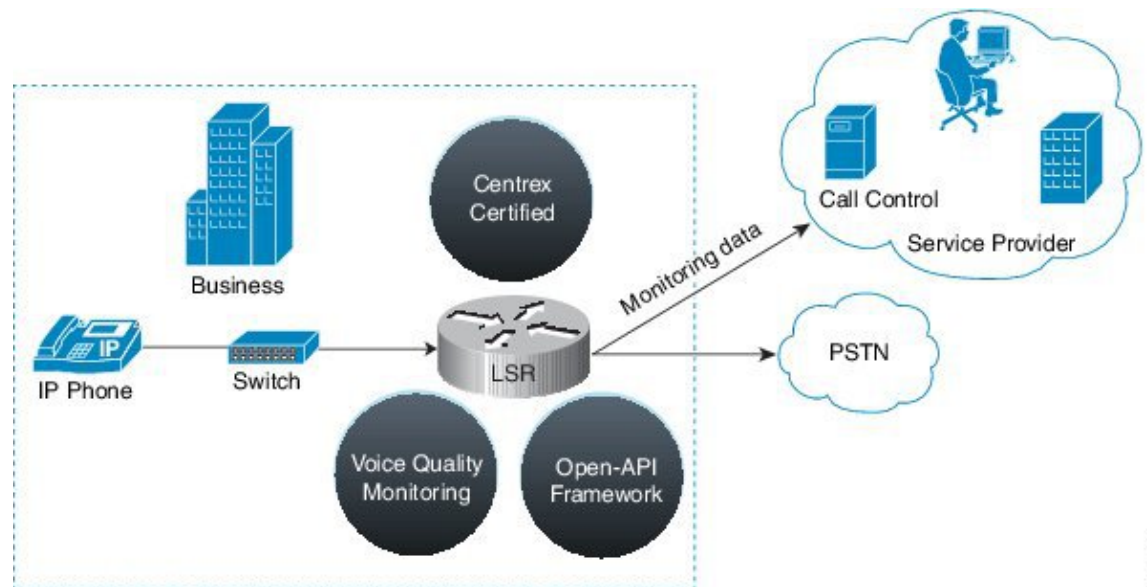 Centrex
Certified
Call Control
Service Provider
Monitoring data
Business
IP
IP Phone
Switch
LSR
PSTN
Voice Quality
Monitoring
Open-API
Framework